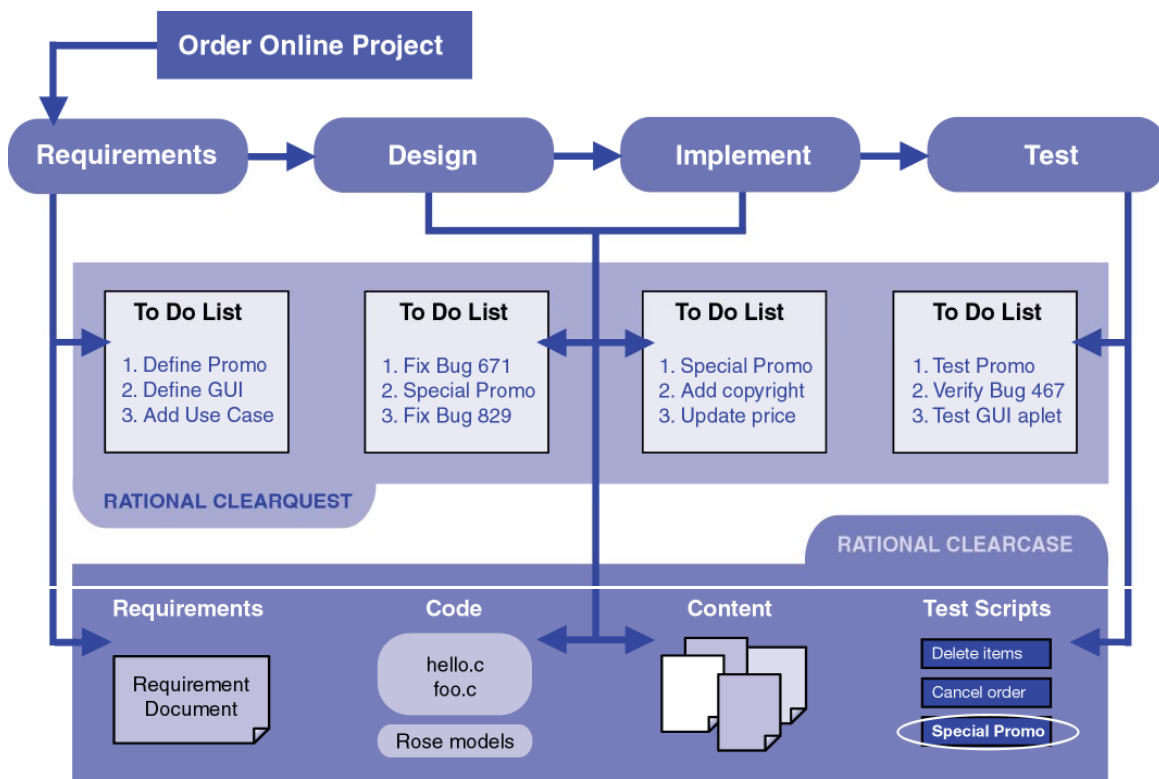 Order Online Project
Requirements
Design
Implement
Test
To Do List
1. Define Promo
2. Define GUI
3. Add Use Case
To Do List
1. Fix Bug 671
2. Special Promo
3. Fix Bug 829
To Do List
1. Special Promo
2. Add copyright
3. Update price
To Do List
1. Test Promo
2. Verify Bug 467
3. Test GUI aplet
RATIONAL CLEARQUEST
RATIONAL CLEARCASE
Requirements
Requirement
Document
Code
hello.c
foo.c
Rose models
Content
Test Scripts
Delete items
Cancel order
Special Promo